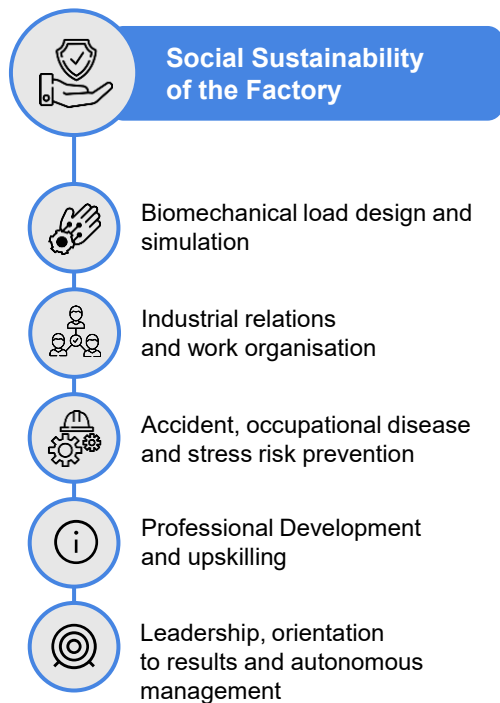 Social Sustainability
of the Factory
Biomechanical load design and
simulation
Industrial relations
and work organisation
Accident, occupational disease
and stress risk prevention
Professional Development
and upskilling
Leadership, orientation
to results and autonomous
management